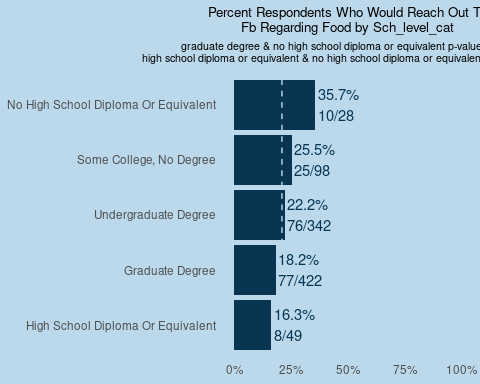 Percent Respondents Who Would Reach Out T
Fb Regarding Food by Sch_level_cat
graduate degree & no high school diploma or equivalent p-value
high school diploma or equivalent & no high school diploma or equivalen
No High School Diploma Or Equivalent
35.7%
10/28
Some College, No Degree
25.5%
25/98
Undergraduate Degree
22.2%
76/342
Graduate Degree
18.2%
77/422
High School Diploma Or Equivalent
16.3%
8/49
0% 25% 50% 75% 100%